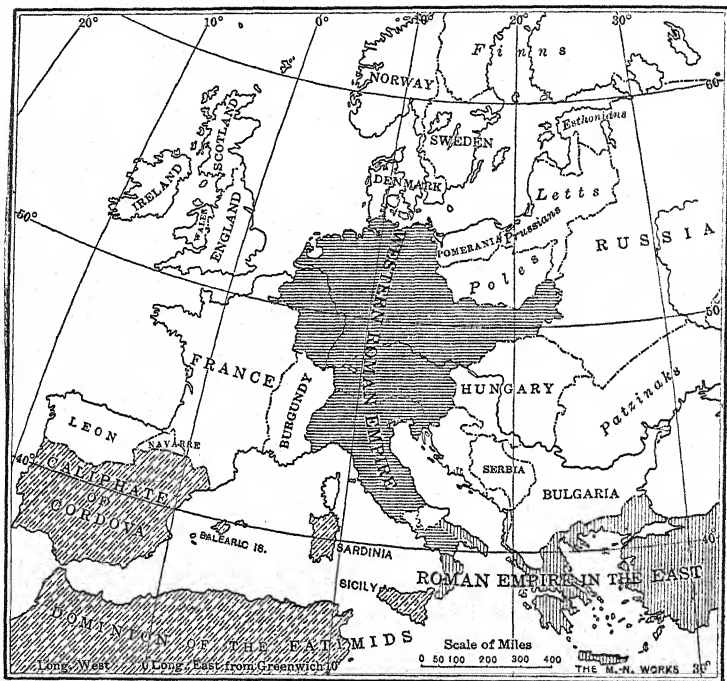 20° 10° 0° 10° 20° 30°
60°
Finns
NORWAY
SWEDEN
Esthonians
SCOTLAND
IRELAND
WALES
ENGLAND
DENMARK
Letts
50°
POMERANIA
Prussians
RUSSIA
Poles
WESTERN ROMAN EMPIRE
50
FRANCE
BURGUNDY
HUNGARY
Patzinaks
LEON
NAVARRE
SERBIA
BULGARIA
40°
CALIPHATE
OF
CORDOVA
BALEARIC IS.
SARDINIA
40
SICILY
ROMAN EMPIRE IN THE EAST
DOMINION OF THE FATIMIDS
Scale of Miles
0 50 100 200 300 400
Long. West 0 Long. East from Greenwich 10
THE M.-N. WORKS
30°